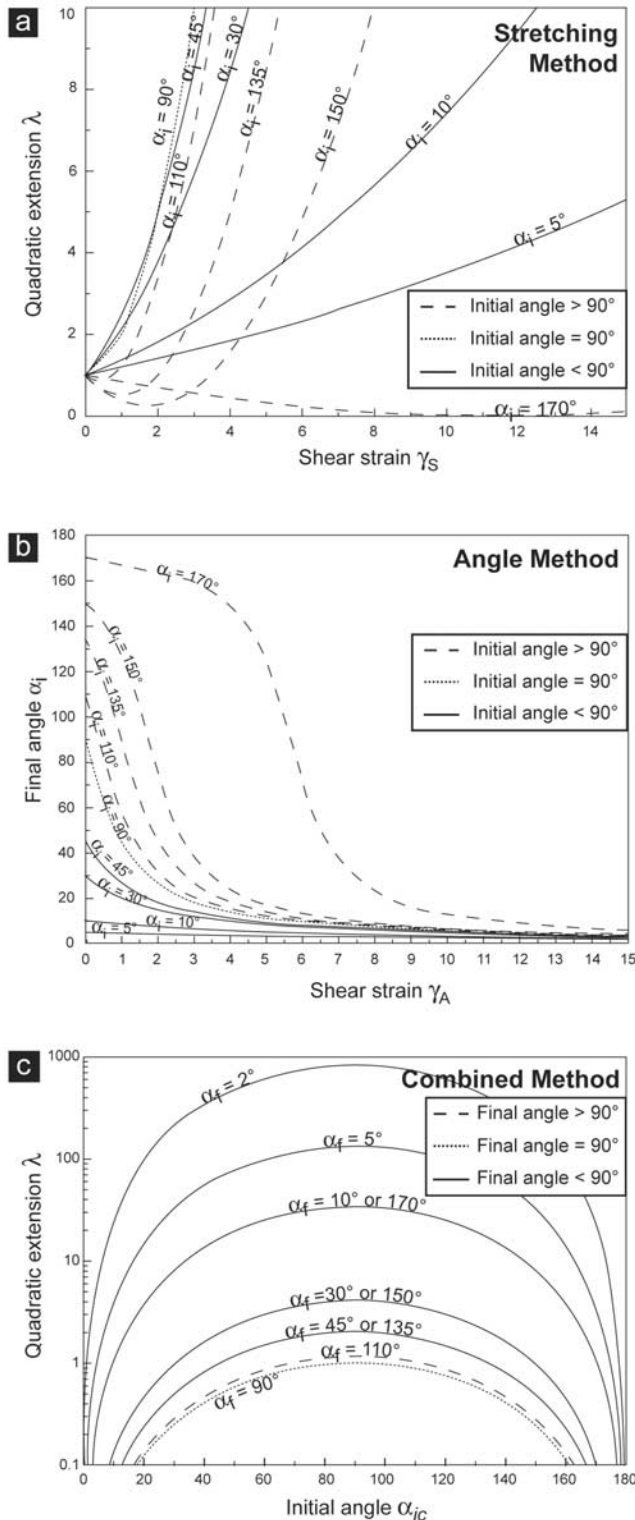 a
Stretching
Method
Quadratic extension λ
10
8
6
4
2
0
αi = 90°
αi = 45°
αi = 30°
αi = 110°
αi = 135°
αi = 150°
αi = 10°
αi = 5°
αi = 170°
Initial angle > 90°
Initial angle = 90°
Initial angle < 90°
0 2 4 6 8 10 12 14
Shear strain γS
b
Angle Method
Final angle αi
180
160
140
120
100
80
60
40
20
0
αi = 170°
αi = 150°
αi = 135°
αi = 110°
αi = 90°
αi = 45°
αi = 30°
αi = 10°
αi = 5°
Initial angle > 90°
Initial angle = 90°
Initial angle < 90°
0 1 2 3 4 5 6 7 8 9 10 11 12 13 14 15
Shear strain γA
c
Combined Method
Quadratic extension λ
1000
100
10
1
0.1
αf = 2°
αf = 5°
αf = 10° or 170°
αf =30° or 150°
αf = 45° or 135°
αf = 110°
αf = 90°
Final angle > 90°
Final angle = 90°
Final angle < 90°
0 20 40 60 80 100 120 140 160 180
Initial angle αic